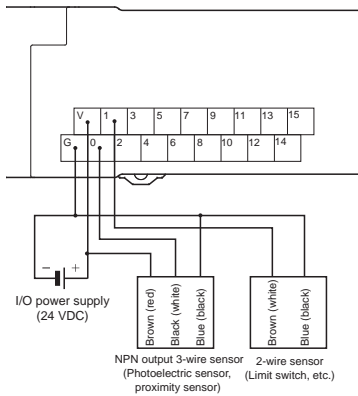 V 1 3 5 7 9 11 13 15
G 0 2 4 6 8 10 12 14
− +
I/O power supply
(24 VDC)
Brown (red)
Black (white)
Blue (black)
Brown (white)
Blue (black)
NPN output 3-wire sensor
(Photoelectric sensor,
proximity sensor)
2-wire sensor
(Limit switch, etc.)